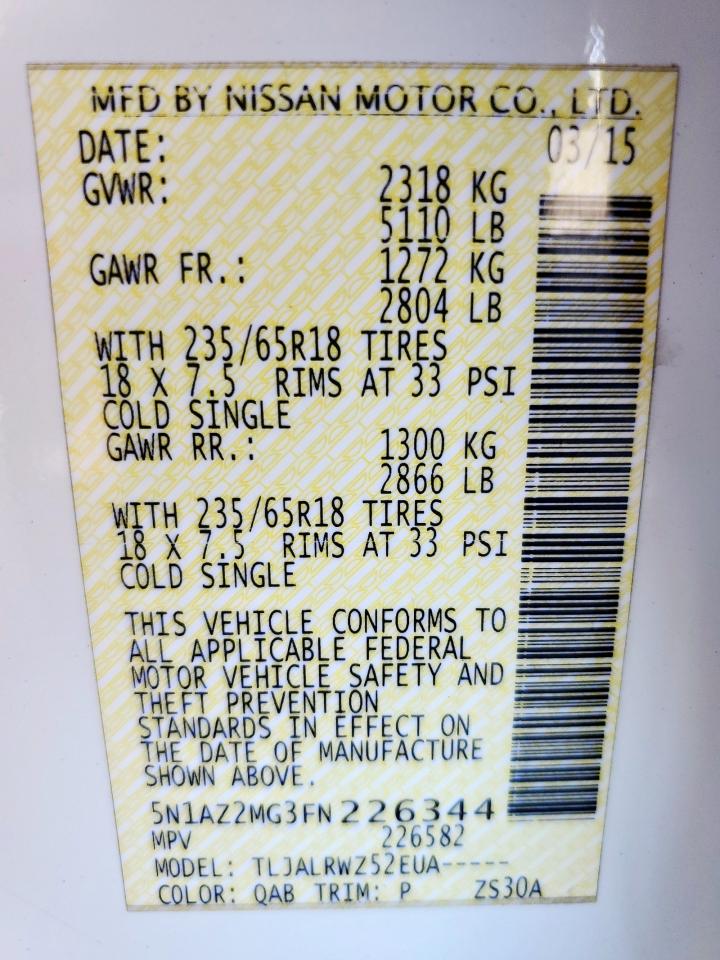 MFD BY NISSAN MOTOR CO., LTD.
DATE: 03/15
GVWR: 2318 KG
5110 LB
GAWR FR.: 1272 KG
2804 LB
WITH 235/65R18 TIRES
18 X 7.5 RIMS AT 33 PSI
COLD SINGLE
GAWR RR.: 1300 KG
2866 LB
WITH 235/65R18 TIRES
18 X 7.5 RIMS AT 33 PSI
COLD SINGLE
THIS VEHICLE CONFORMS TO
ALL APPLICABLE FEDERAL
MOTOR VEHICLE SAFETY AND
THEFT PREVENTION
STANDARDS IN EFFECT ON
THE DATE OF MANUFACTURE
SHOWN ABOVE.
5N1AZ2MG3FN226344
MPV 226582
MODEL: TLJALRWZ52EUA-----
COLOR: QAB TRIM: P ZS30A